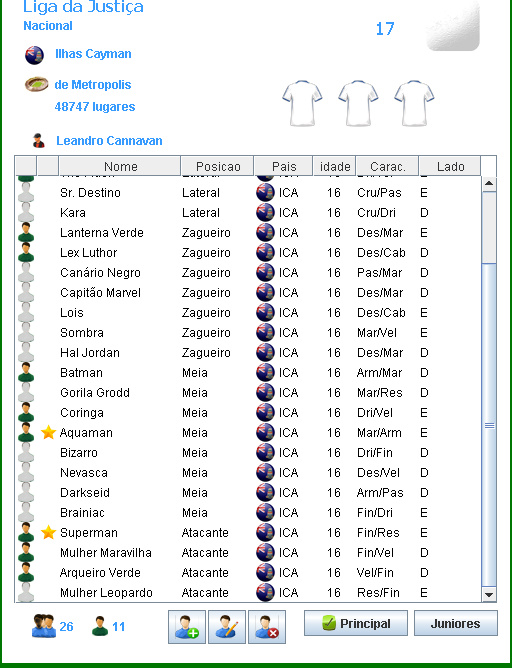 Liga da Justiça
Nacional
17
Ilhas Cayman
de Metropolis
48747 lugares
Leandro Cannavan
Nome Posicao Pais idade Carac. Lado
Sr. Destino Lateral ICA 16 Cru/Pas E
Kara Lateral ICA 16 Cru/Dri D
Lanterna Verde Zagueiro ICA 16 Des/Mar E
Lex Luthor Zagueiro ICA 16 Des/Cab D
Canário Negro Zagueiro ICA 16 Pas/Mar D
Capitão Marvel Zagueiro ICA 16 Des/Mar D
Lois Zagueiro ICA 16 Des/Cab E
Sombra Zagueiro ICA 16 Mar/Vel E
Hal Jordan Zagueiro ICA 16 Des/Mar D
Batman Meia ICA 16 Arm/Mar D
Gorila Grodd Meia ICA 16 Mar/Res D
Coringa Meia ICA 16 Dri/Vel E
Aquaman Meia ICA 16 Mar/Arm E
Bizarro Meia ICA 16 Dri/Fin D
Nevasca Meia ICA 16 Des/Vel D
Darkseid Meia ICA 16 Arm/Pas D
Brainiac Meia ICA 16 Fin/Dri E
Superman Atacante ICA 16 Fin/Res E
Mulher Maravilha Atacante ICA 16 Fin/Vel D
Arqueiro Verde Atacante ICA 16 Vel/Fin D
Mulher Leopardo Atacante ICA 16 Res/Fin E
26 11 Principal Juniores